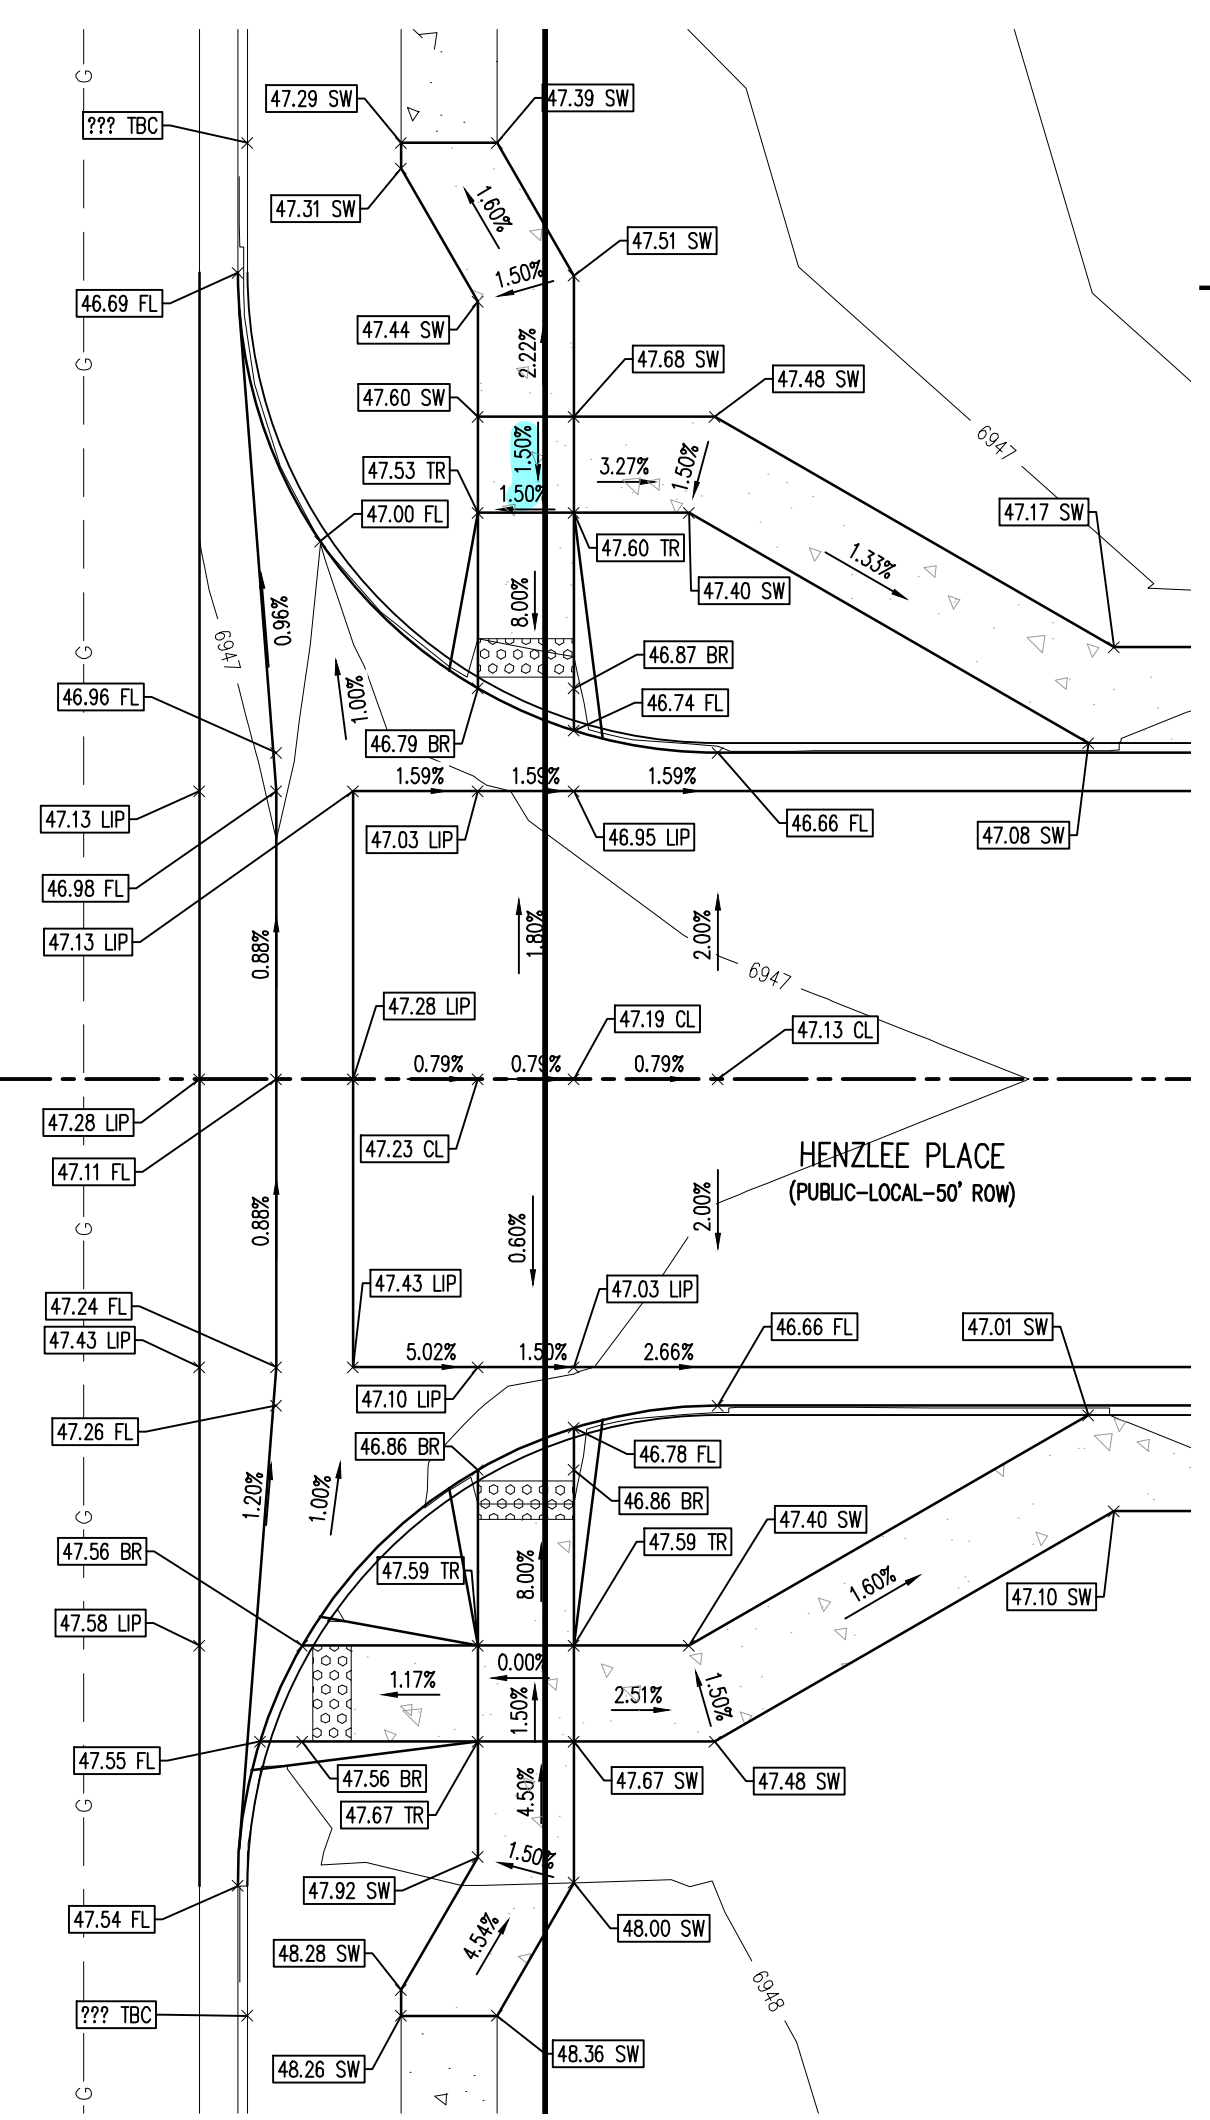 G
47.29 SW
47.39 SW
??? TBC
47.31 SW
1.60%
47.51 SW
1.50%
46.69 FL
47.44 SW
2.22%
47.68 SW
G
47.48 SW
47.60 SW
1.50%
6947
47.53 TR
3.27%
1.50%
1.50%
47.00 FL
47.17 SW
47.60 TR
1.33%
47.40 SW
8.00%
0.96%
6947
G
46.87 BR
46.96 FL
1.00%
46.74 FL
46.79 BR
1.59%
1.59%
1.59%
47.13 LIP
47.03 LIP
46.95 LIP
46.66 FL
47.08 SW
46.98 FL
47.13 LIP
0.88%
1.80%
2.00%
G
6947
47.28 LIP
47.19 CL
47.13 CL
0.79%
0.79%
0.79%
47.28 LIP
47.23 CL
47.11 FL
HENZLEE PLACE
(PUBLIC-LOCAL-50' ROW)
G
0.88%
0.60%
2.00%
47.43 LIP
47.03 LIP
47.24 FL
47.43 LIP
46.66 FL
47.01 SW
5.02%
1.50%
2.66%
47.10 LIP
47.26 FL
46.86 BR
46.78 FL
1.20%
1.00%
46.86 BR
G
47.40 SW
47.56 BR
47.59 TR
47.59 TR
8.00%
1.60%
47.10 SW
47.58 LIP
1.17%
0.00%
2.51%
1.50%
1.50%
47.55 FL
47.56 BR
47.67 SW
47.48 SW
G
47.67 TR
4.50%
1.50%
47.92 SW
47.54 FL
48.00 SW
4.54%
48.28 SW
6948
??? TBC
48.26 SW
48.36 SW
G